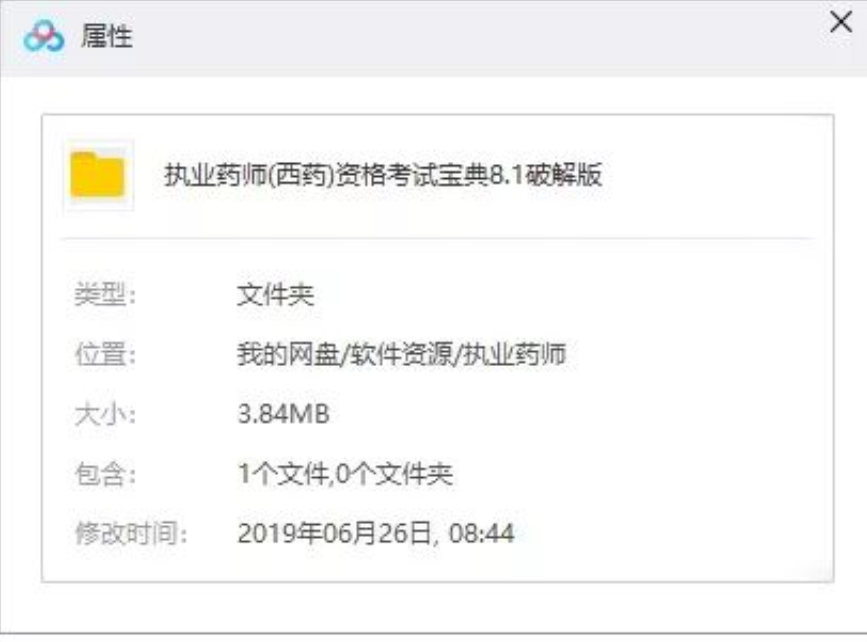 属性
执业药师(西药)资格考试宝典8.1破解版
类型: 文件夹
位置: 我的网盘/软件资源/执业药师
大小: 3.84MB
包含: 1个文件,0个文件夹
修改时间: 2019年06月26日, 08:44